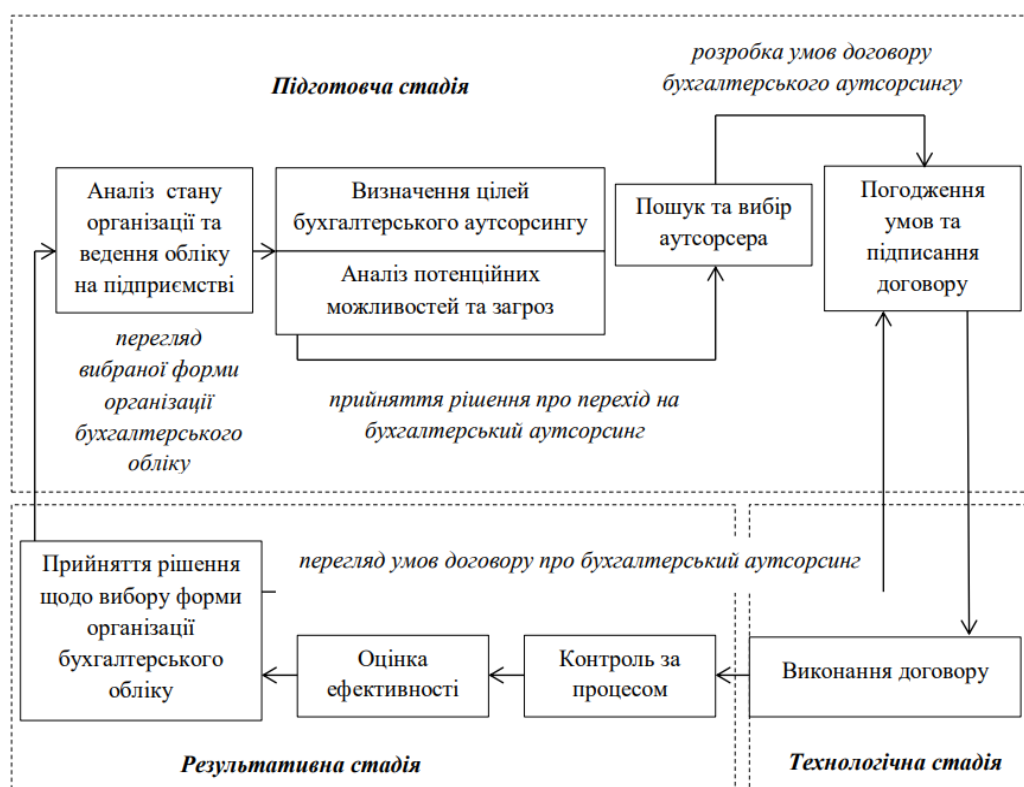 Підготовча стадія
розробка умов договору
бухгалтерського аутсорсингу
Аналіз стану
організації та
ведення обліку
на підприємстві
Визначення цілей
бухгалтерського аутсорсингу
Аналіз потенційних
можливостей та загроз
Пошук та вибір
аутсорсера
Погодження
умов та
підписання
договору
перегляд
вибраної форми
організації
бухгалтерського
обліку
прийняття рішення про перехід на
бухгалтерський аутсорсинг
Прийняття рішення
щодо вибору форми
організації
бухгалтерського
обліку
перегляд умов договору про бухгалтерський аутсорсинг
Оцінка
ефективності
Контроль за
процесом
Виконання договору
Результативна стадія
Технологічна стадія